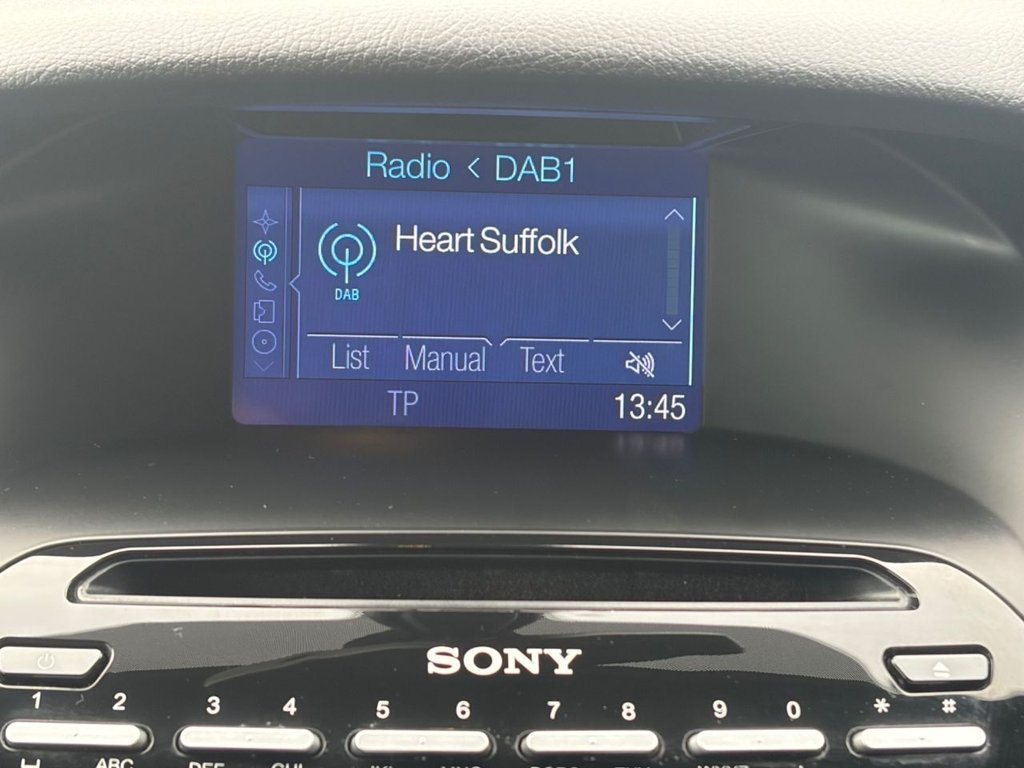 Radio < DAB1
Heart Suffolk
DAB
List Manual Text
TP 13:45
SONY
1 2 3 4 5 6 7 8 9 0 * #
ABC DEF